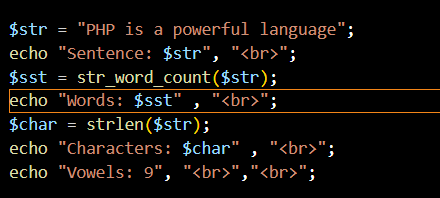 $str = "PHP is a powerful language";
echo "Sentence: $str", "<br>";
$sst = str_word_count($str);
echo "Words: $sst" , "<br>";
$char = strlen($str);
echo "Characters: $char" , "<br>";
echo "Vowels: 9", "<br>","<br>";